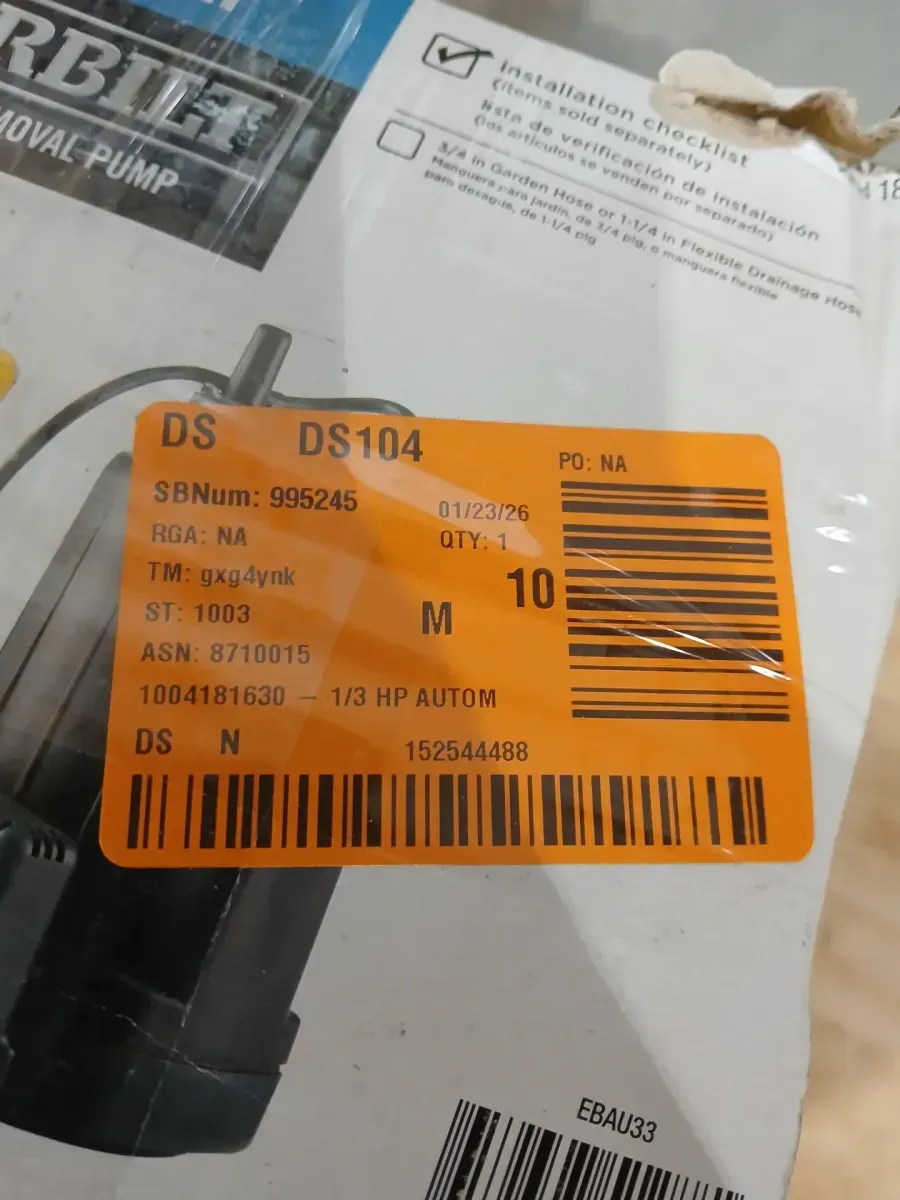 RBILT
MOVAL PUMP
Installation checklist
(items sold separately)
lista de verificación de instalación
(los artículos se venden por separado)
3/4 in Garden Hose or 1-1/4 in Flexible Drainage Hose
Manguera para jardín, de 3/4 plg, o manguera flexible
para desagüe, de 1-1/4 plg
18
DS DS104
PO: NA
SBNum: 995245
01/23/26
RGA: NA
QTY: 1
TM: gxg4ynk
10
ST: 1003
M
ASN: 8710015
1004181630 – 1/3 HP AUTOM
DS N
152544488
EBAU33